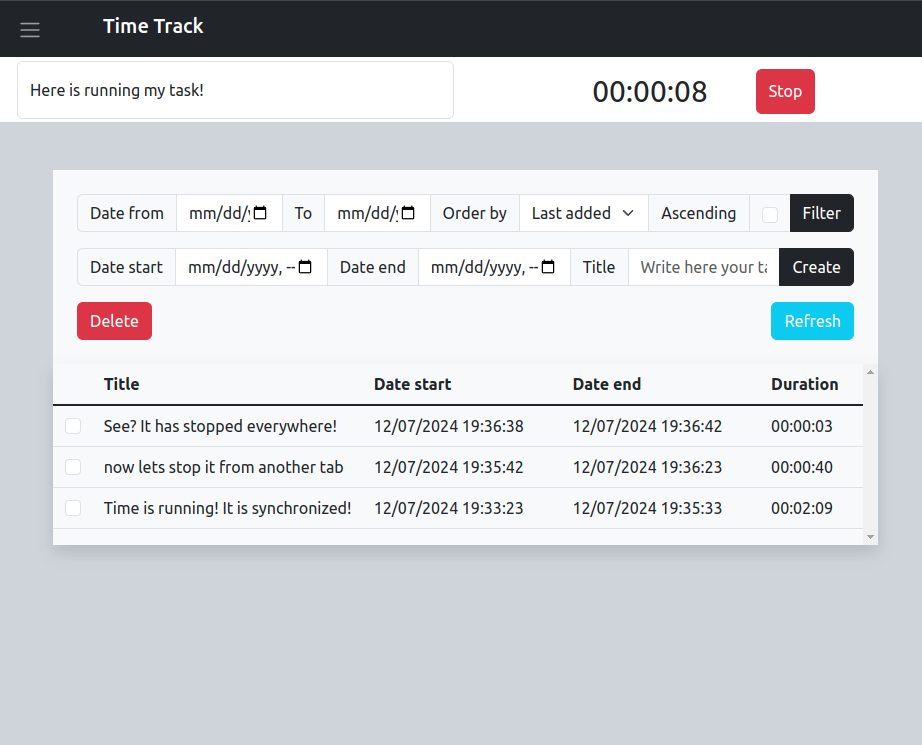 Time Track
Here is running my task! 00:00:08 Stop
Date from mm/dd/ To mm/dd/ Order by Last added Ascending Filter
Date start mm/dd/yyyy, -- Date end mm/dd/yyyy, -- Title Write here your ta Create
Delete Refresh
Title Date start Date end Duration
See? It has stopped everywhere! 12/07/2024 19:36:38 12/07/2024 19:36:42 00:00:03
now lets stop it from another tab 12/07/2024 19:35:42 12/07/2024 19:36:23 00:00:40
Time is running! It is synchronized! 12/07/2024 19:33:23 12/07/2024 19:35:33 00:02:09